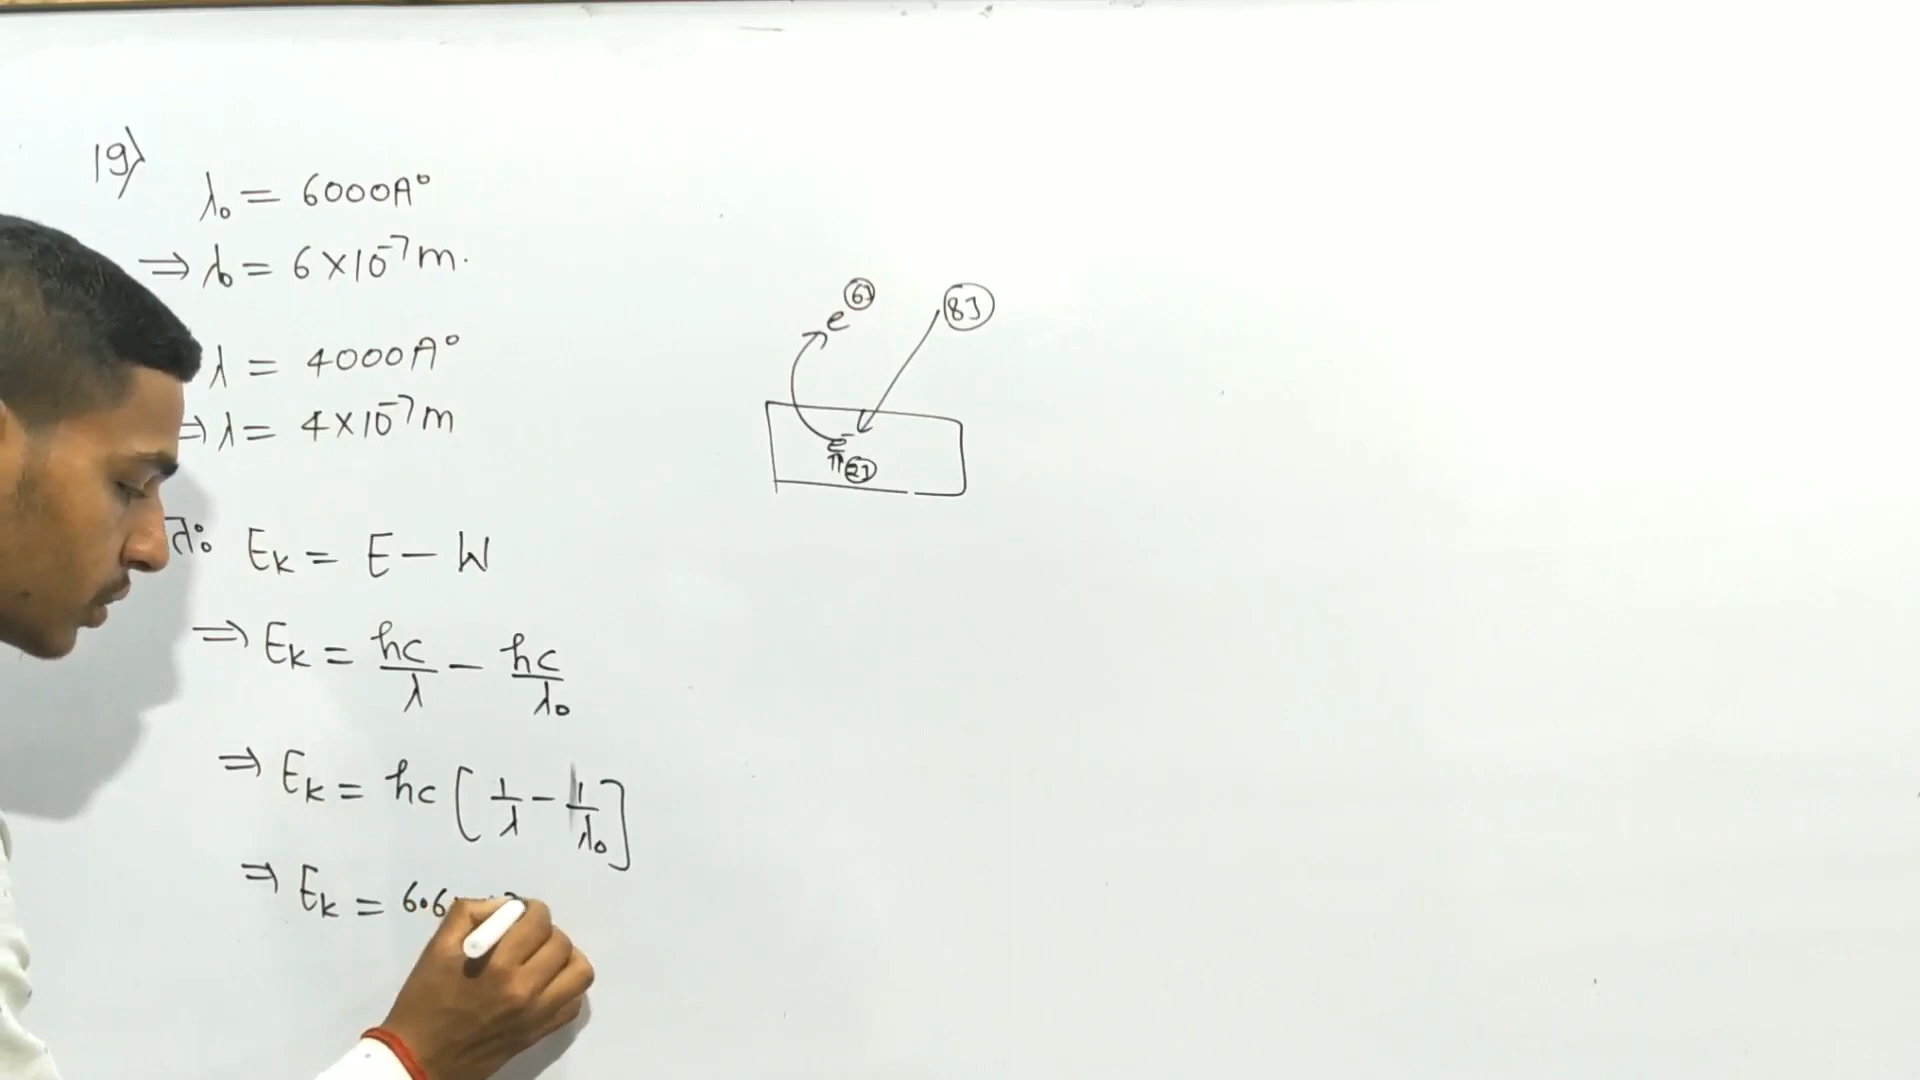 19)
λ₀ = 6000A°
⇒ λ₀ = 6×10⁻⁷m.
λ = 4000A°
⇒ λ = 4×10⁻⁷m
तः Eₖ = E – W
⇒ Eₖ = hc/λ – hc/λ₀
⇒ Eₖ = hc [1/λ – 1/λ₀]
⇒ Eₖ = 6.6
6J
e
8J
e⁻
2J